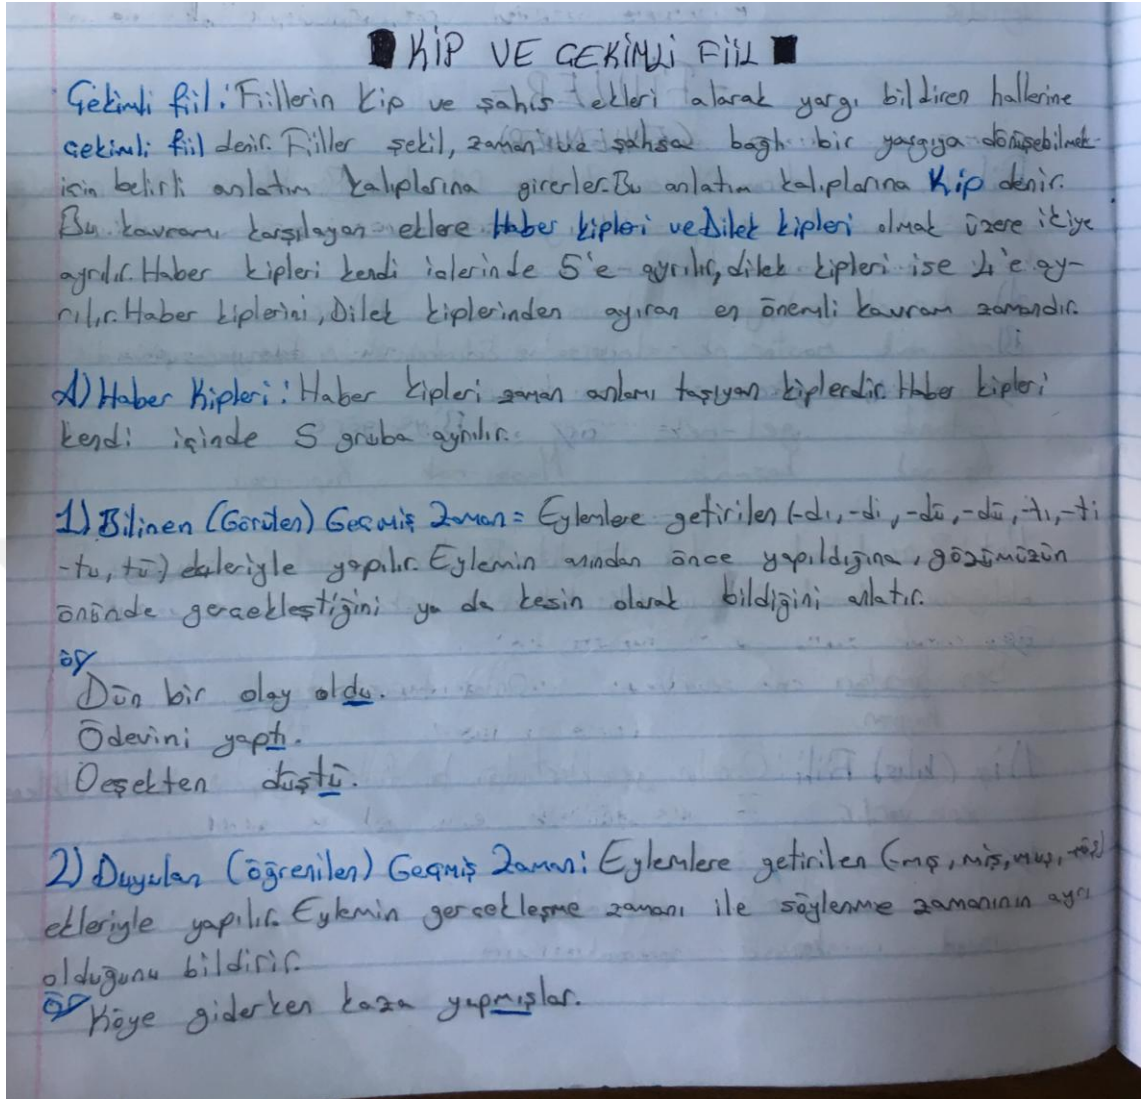 KİP VE ÇEKİMLİ FİİL
Çekimli fiil: Fiillerin kip ve şahıs ekleri alarak yargı bildiren hallerine
çekimli fiil denir. Fiiller şekil, zaman ve şahsa bağlı bir yargıya dönüşebilmek
için belirli anlatım kalıplarına girerler. Bu anlatım kalıplarına Kip denir.
Bu kavramı karşılayan eklere Haber kipleri ve Dilek kipleri olmak üzere ikiye
ayrılır. Haber kipleri kendi içlerinde 5'e ayrılır, dilek kipleri ise 4'e ay-
rılır. Haber kiplerini, Dilek kiplerinden ayıran en önemli kavram zamandır.
A) Haber Kipleri: Haber kipleri zaman anlamı taşıyan kiplerdir. Haber kipleri
kendi içinde 5 gruba ayrılır.
1) Bilinen (Görülen) Geçmiş Zaman = Eylemlere getirilen (-dı, -di, -du, -dü, -tı, -ti
-tu, tü) ekleriyle yapılır. Eylemin anından önce yapıldığına, gözümüzün
önünde gerçekleştiğini ya da kesin olarak bildiğini anlatır.
ör
Dün bir olay oldu.
Ödevini yaptı.
Döşekten düştü.
2) Duyulan (öğrenilen) Geçmiş Zaman: Eylemlere getirilen (-mış, miş, muş, müş)
ekleriyle yapılır. Eylemin gerçekleşme zamanı ile söylenme zamanının ayrı
olduğunu bildirir.
ör Köye giderken kaza yapmışlar.